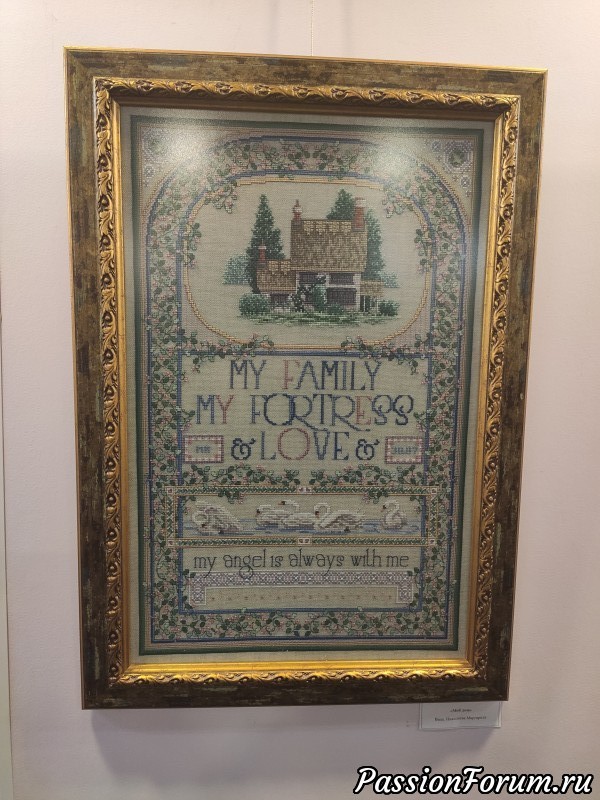 MY FAMILY
MY FORTRESS
& LOVE &
my angel is always with me
PassionForum.ru